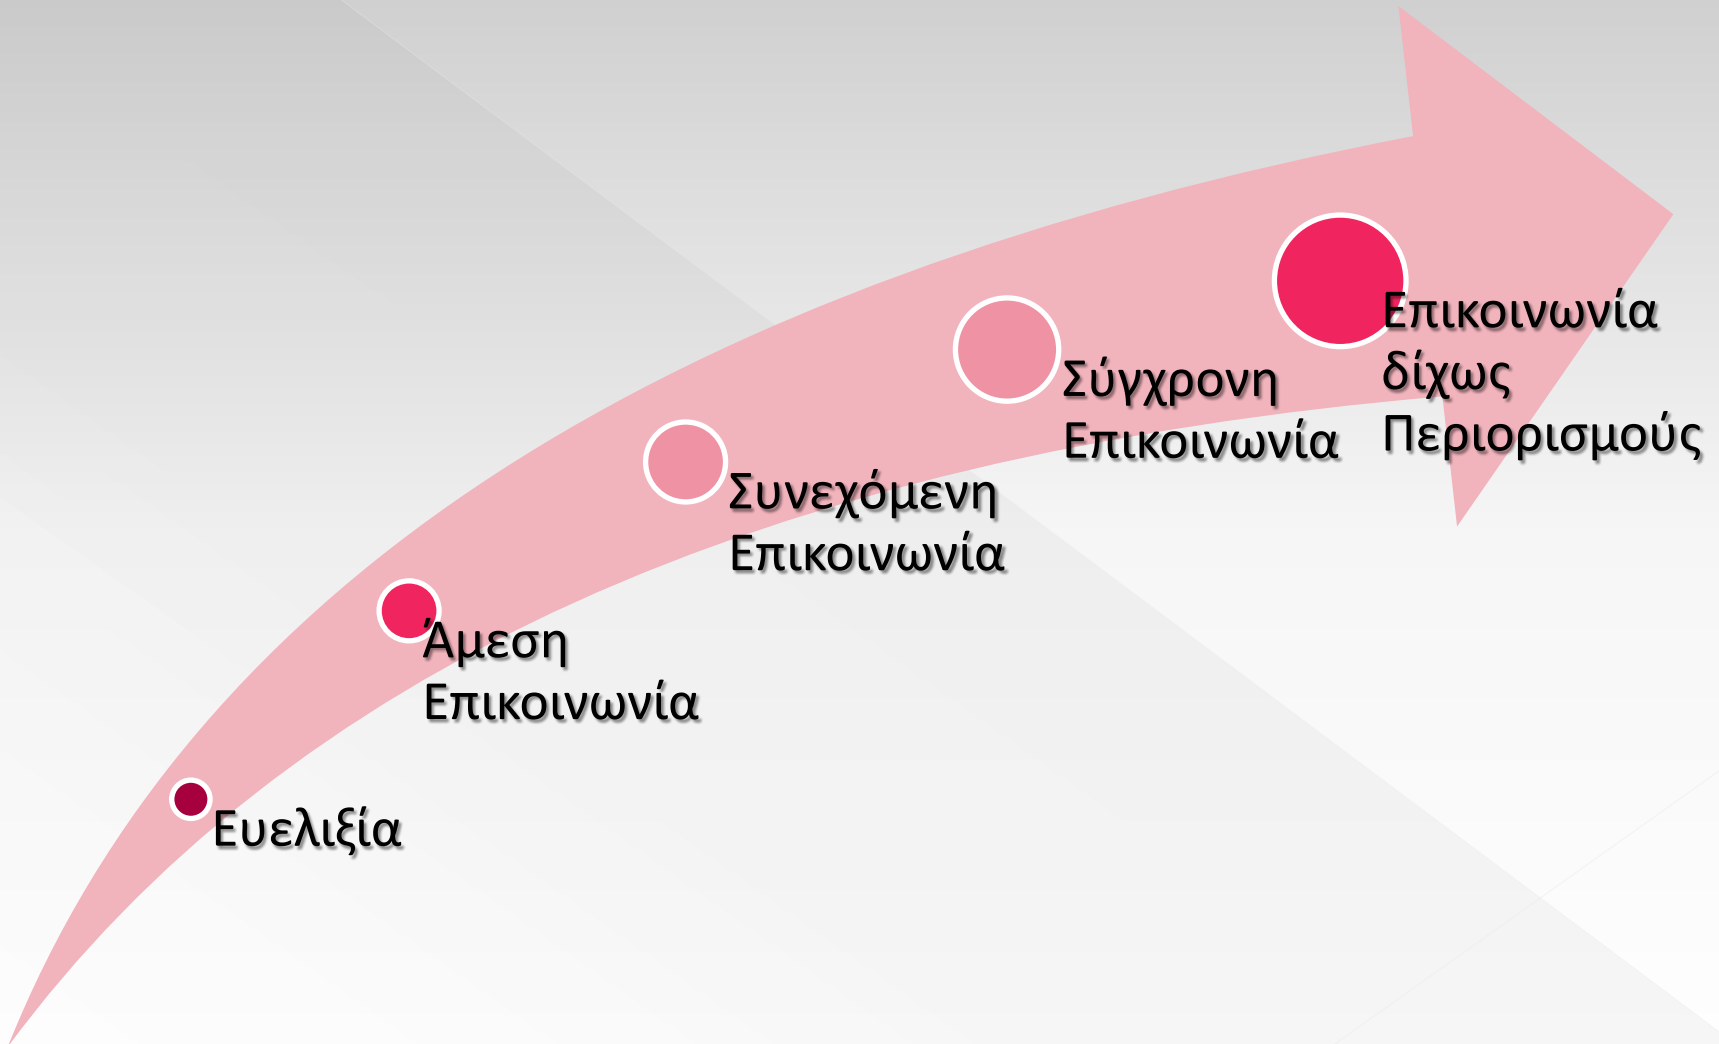 Ευελιξία
Άμεση
Επικοινωνία
Συνεχόμενη
Επικοινωνία
Σύγχρονη
Επικοινωνία
Επικοινωνία
δίχως
Περιορισμούς